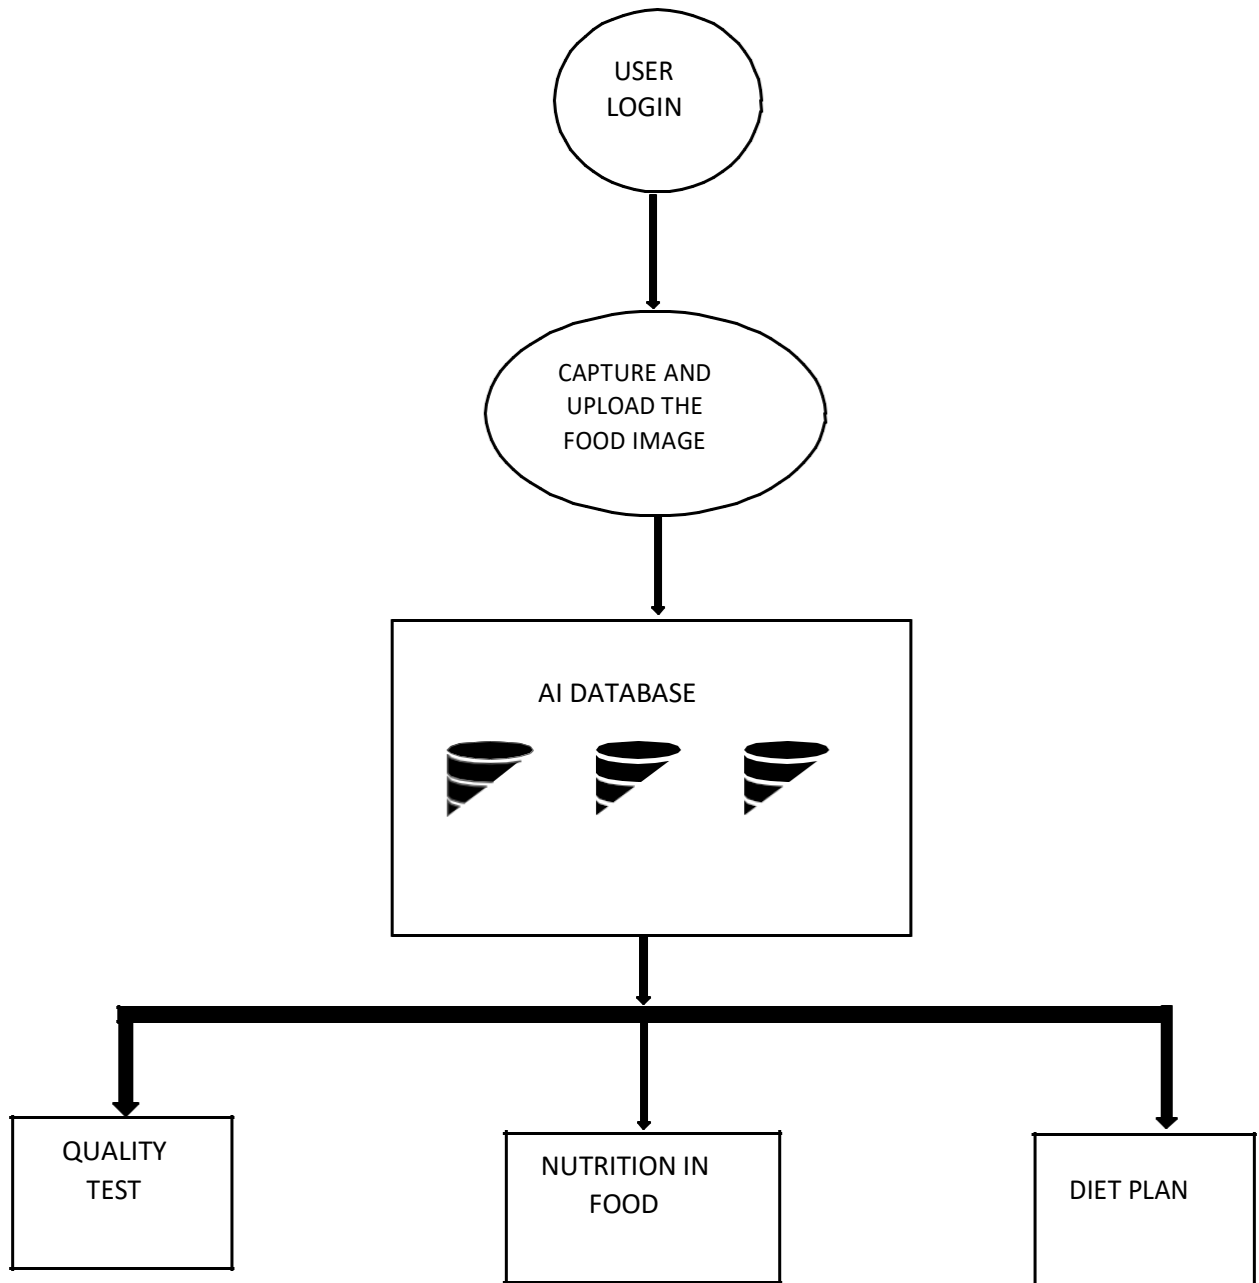 USER
LOGIN
CAPTURE AND
UPLOAD THE
FOOD IMAGE
AI DATABASE
QUALITY
TEST
NUTRITION IN
FOOD
DIET PLAN